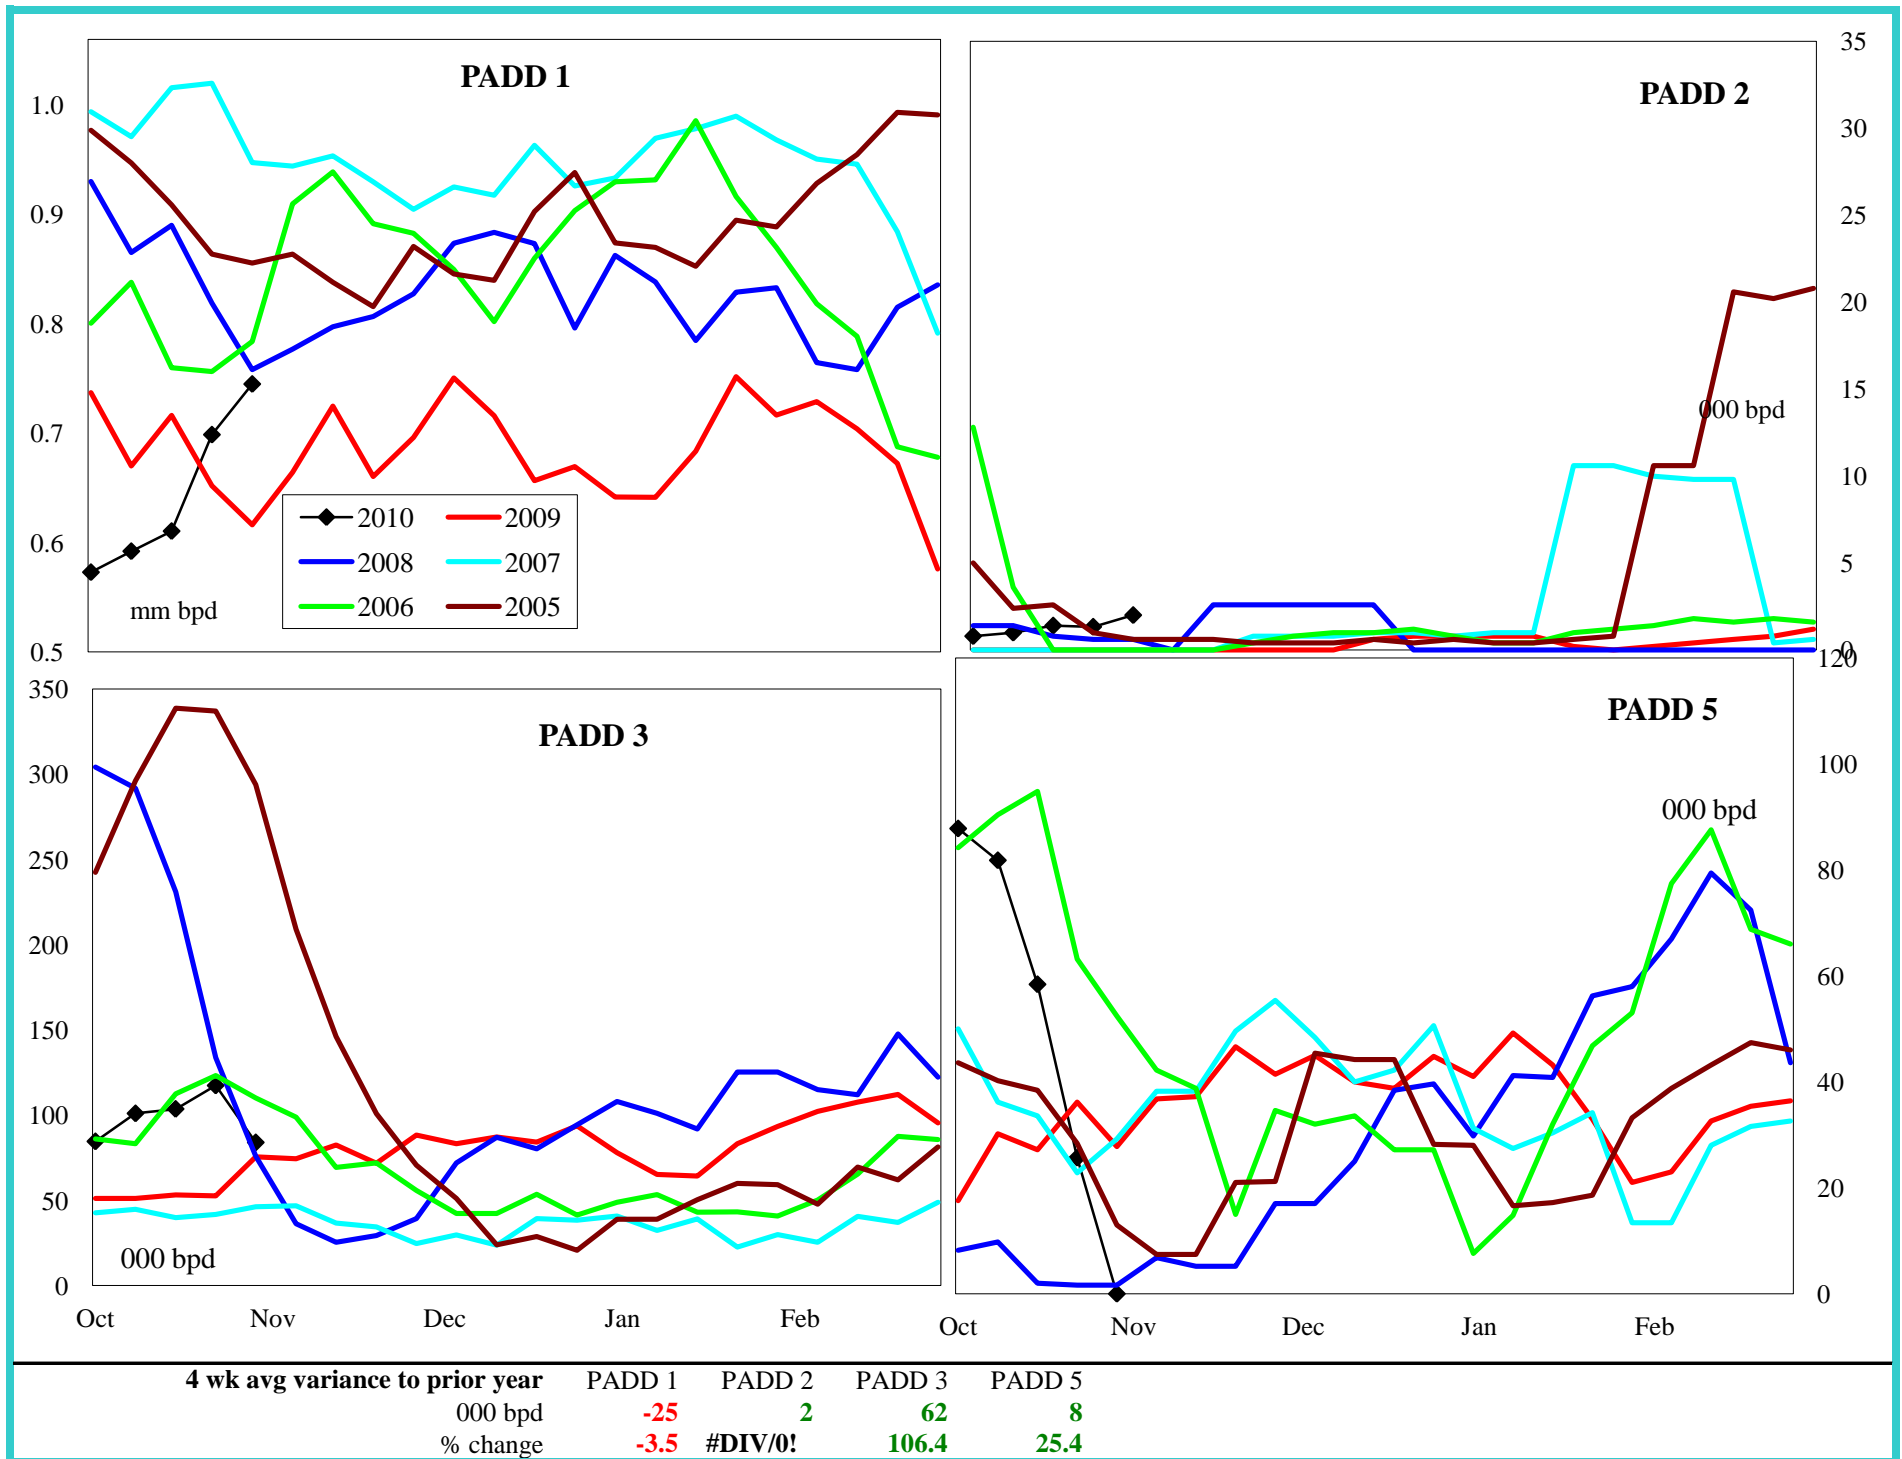 PADD 1
1.0
0.9
0.8
0.7
0.6
0.5
mm bpd
2010 2009
2008 2007
2006 2005
PADD 2
35
30
25
20
15
10
5
0
000 bpd
PADD 3
350
300
250
200
150
100
50
0
000 bpd
Oct Nov Dec Jan Feb
PADD 5
120
100
80
60
40
20
0
000 bpd
Oct Nov Dec Jan Feb
4 wk avg variance to prior year PADD 1 PADD 2 PADD 3 PADD 5
000 bpd -25 2 62 8
% change -3.5 #DIV/0! 106.4 25.4